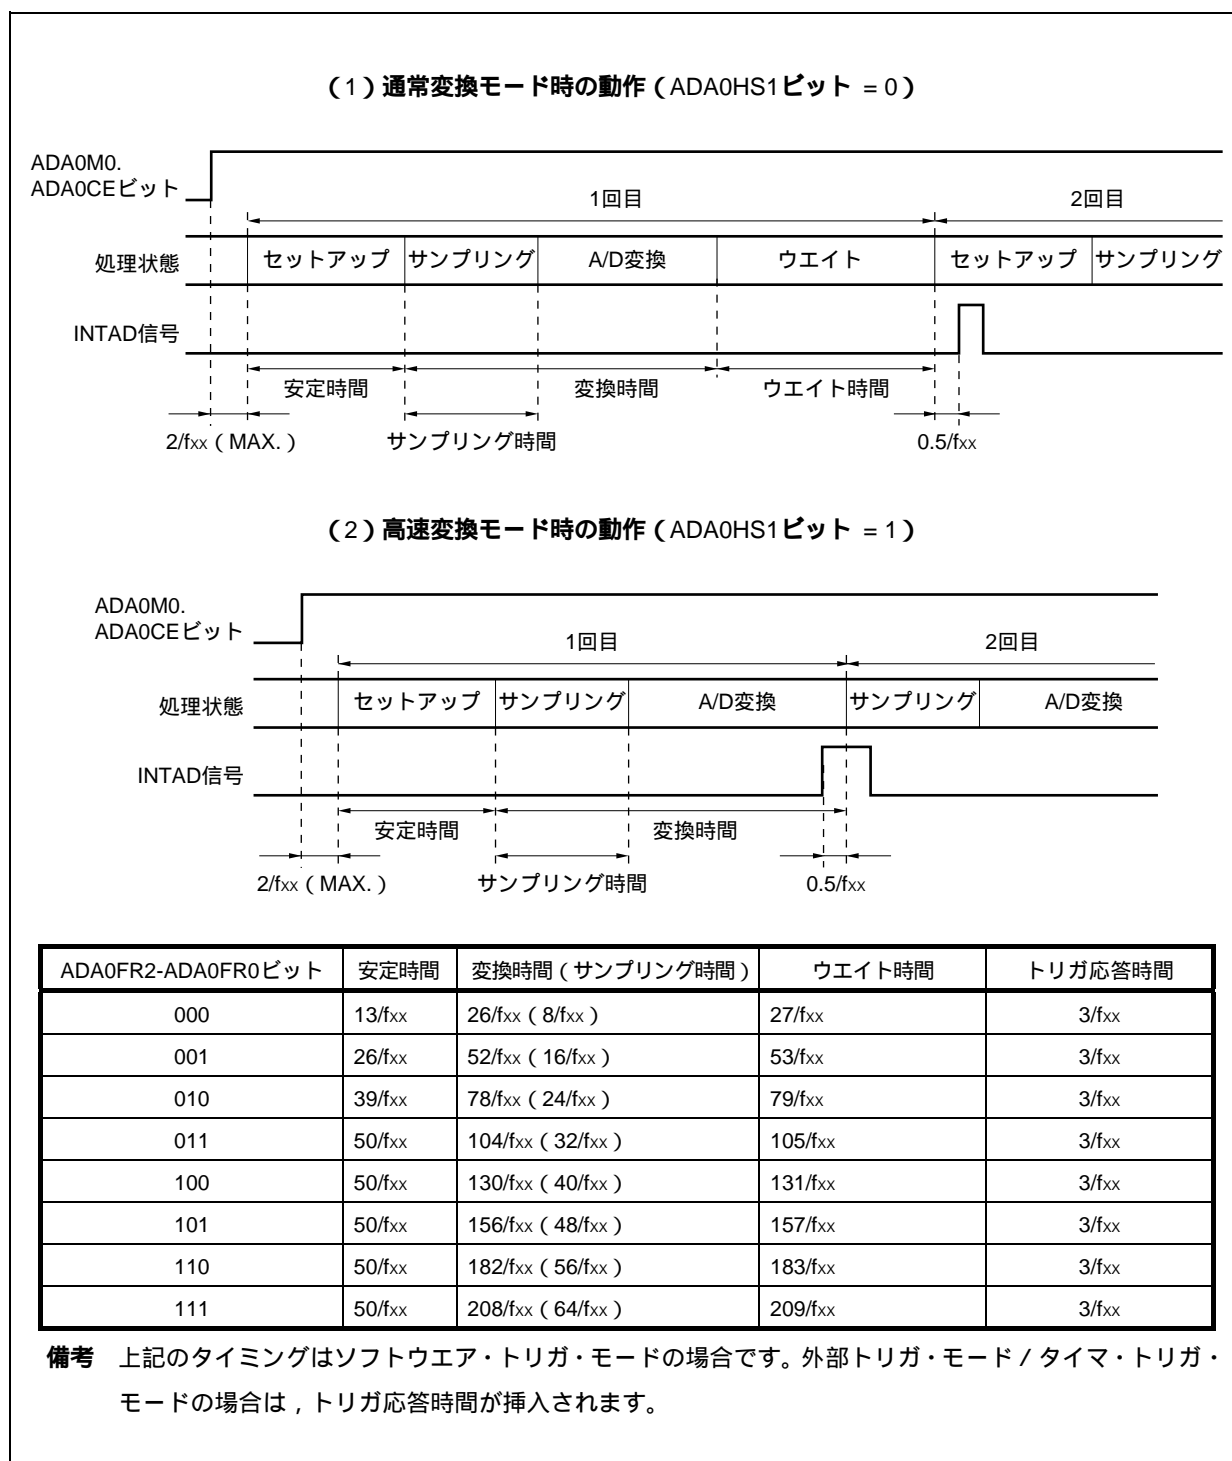 （1）通常変換モード時の動作（ADA0HS1ビット = 0）
ADA0M0.
ADA0CEビット
1回目 2回目
処理状態 セットアップ サンプリング A/D変換 ウエイト セットアップ サンプリング
INTAD信号
安定時間 変換時間 ウエイト時間
2/fxx（MAX.） サンプリング時間 0.5/fxx
（2）高速変換モード時の動作（ADA0HS1ビット = 1）
ADA0M0.
ADA0CEビット
1回目 2回目
処理状態 セットアップ サンプリング A/D変換 サンプリング A/D変換
INTAD信号
安定時間 変換時間
2/fxx（MAX.） サンプリング時間 0.5/fxx
ADA0FR2-ADA0FR0ビット 安定時間 変換時間（サンプリング時間） ウエイト時間 トリガ応答時間
000 13/fxx 26/fxx（8/fxx） 27/fxx 3/fxx
001 26/fxx 52/fxx（16/fxx） 53/fxx 3/fxx
010 39/fxx 78/fxx（24/fxx） 79/fxx 3/fxx
011 50/fxx 104/fxx（32/fxx） 105/fxx 3/fxx
100 50/fxx 130/fxx（40/fxx） 131/fxx 3/fxx
101 50/fxx 156/fxx（48/fxx） 157/fxx 3/fxx
110 50/fxx 182/fxx（56/fxx） 183/fxx 3/fxx
111 50/fxx 208/fxx（64/fxx） 209/fxx 3/fxx
備考 上記のタイミングはソフトウエア・トリガ・モードの場合です。外部トリガ・モード／タイマ・トリガ・
モードの場合は，トリガ応答時間が挿入されます。